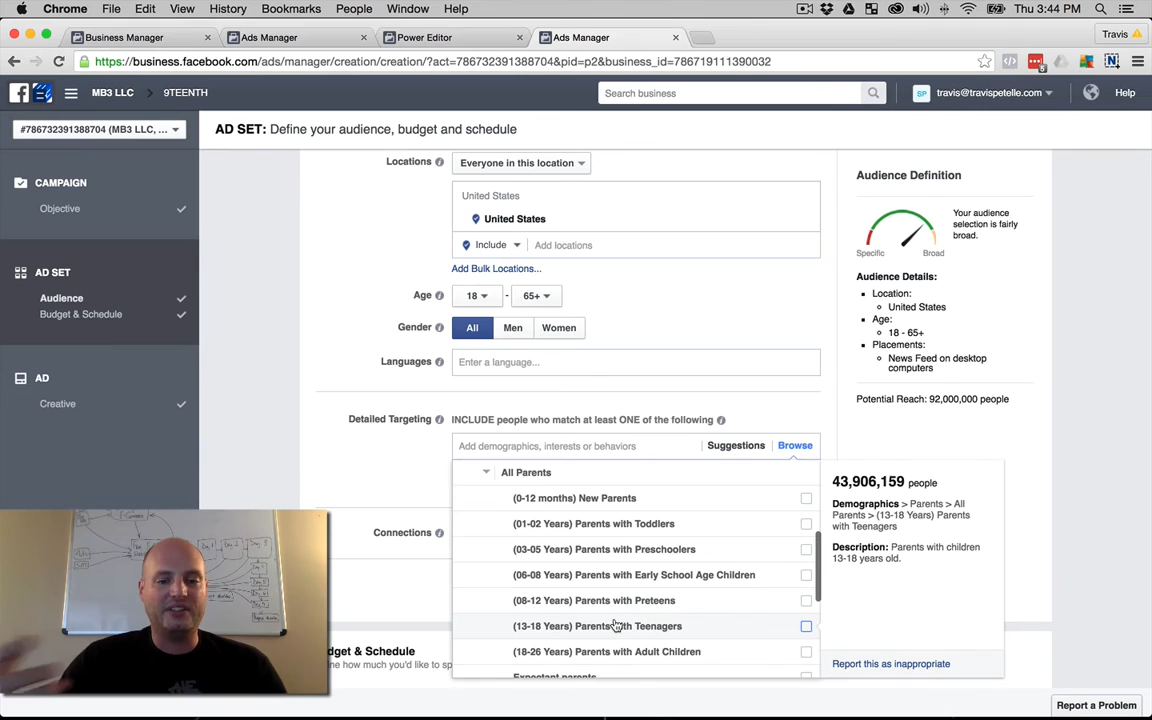 Chrome File Edit View History Bookmarks People Window Help Thu 3:44 PM
Business Manager × Ads Manager × Power Editor × Ads Manager × Travis
https://business.facebook.com/ads/manager/creation/creation/?act=786732391388704&pid=p2&business_id=786719111390032
MB3 LLC > 9TEENTH Search business SP travis@travispetelle.com Help
#786732391388704 (MB3 LLC, ...
AD SET: Define your audience, budget and schedule
CAMPAIGN
Objective
AD SET
Audience
Budget & Schedule
AD
Creative
Locations Everyone in this location
United States
United States
Include Add locations
Add Bulk Locations...
Age 18 - 65+
Gender All Men Women
Languages Enter a language...
Detailed Targeting INCLUDE people who match at least ONE of the following
Add demographics, interests or behaviors Suggestions Browse
All Parents
(0-12 months) New Parents
(01-02 Years) Parents with Toddlers
(03-05 Years) Parents with Preschoolers
Connections
(06-08 Years) Parents with Early School Age Children
(08-12 Years) Parents with Preteens
(13-18 Years) Parents with Teenagers
(18-26 Years) Parents with Adult Children
Expectant parents
dget & Schedule
ne how much you'd like to sp
Audience Definition
Your audience
selection is fairly
broad.
Specific Broad
Audience Details:
Location:
United States
Age:
18 - 65+
Placements:
News Feed on desktop
computers
Potential Reach: 92,000,000 people
43,906,159 people
Demographics > Parents > All
Parents > (13-18 Years) Parents
with Teenagers
Description: Parents with children
13-18 years old.
Report this as inappropriate
Report a Problem